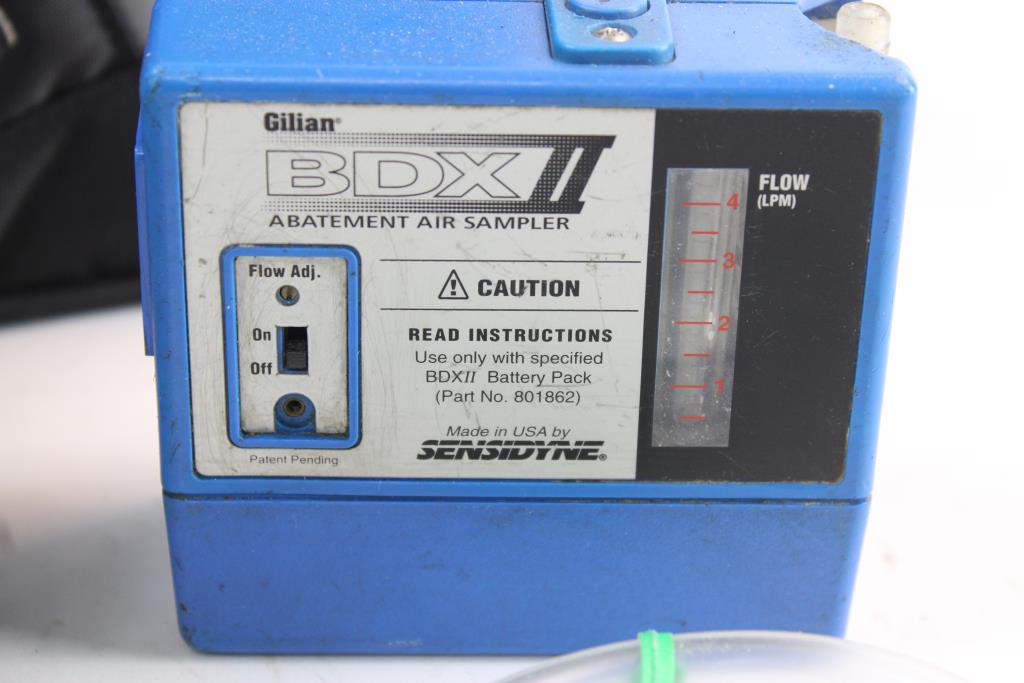 Gilian®
BDX II
ABATEMENT AIR SAMPLER
Flow Adj.
On
Off
Patent Pending
⚠ CAUTION
READ INSTRUCTIONS
Use only with specified
BDXII Battery Pack
(Part No. 801862)
Made in USA by
SENSIDYNE®
FLOW
(LPM)
4
3
2
1